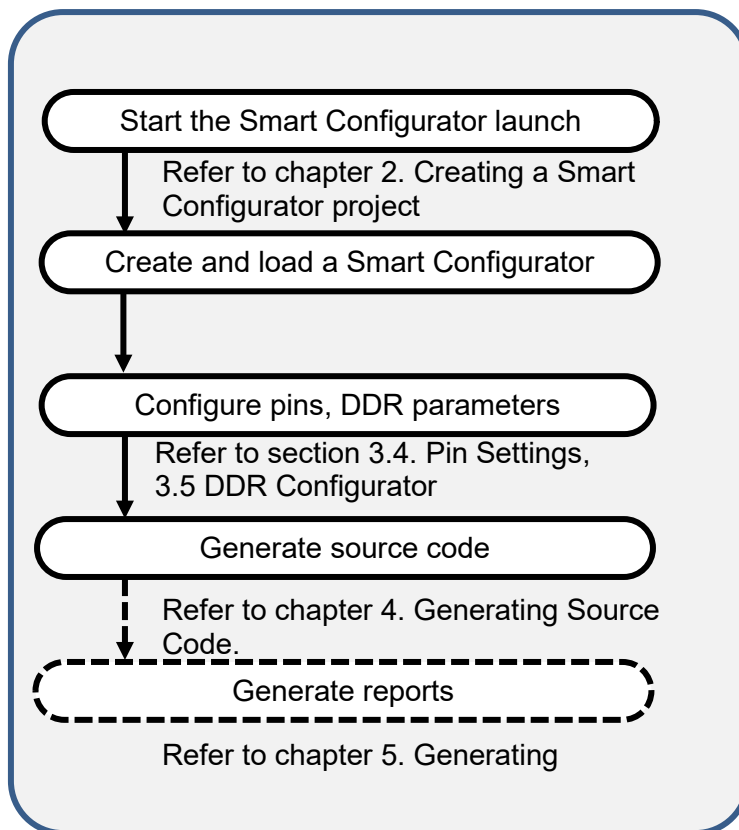 Start the Smart Configurator launch
Refer to chapter 2. Creating a Smart
Configurator project
Create and load a Smart Configurator
Configure pins, DDR parameters
Refer to section 3.4. Pin Settings,
3.5 DDR Configurator
Generate source code
Refer to chapter 4. Generating Source
Code.
Generate reports
Refer to chapter 5. Generating